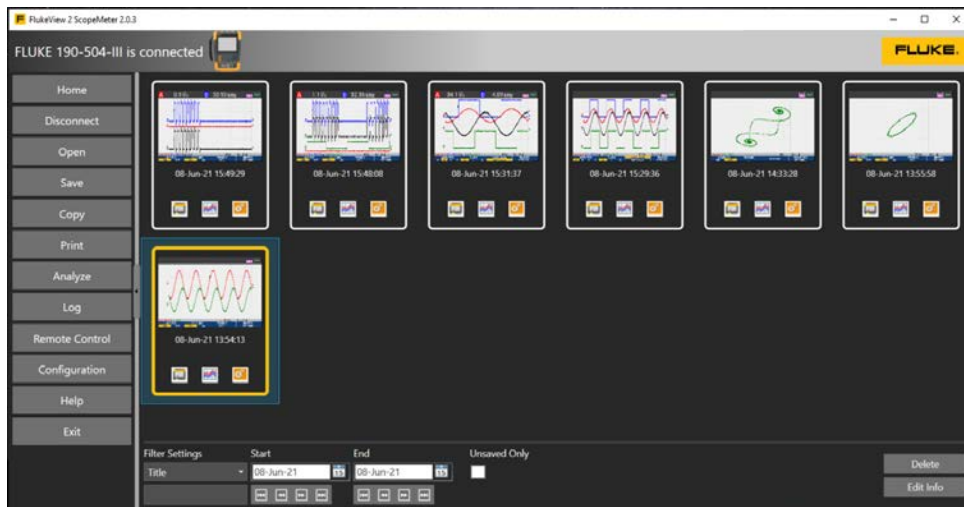 FlukeView 2 ScopeMeter 2.0.3
FLUKE 190-504-III is connected
FLUKE
Home
Disconnect
Open
Save
Copy
Print
Analyze
Log
Remote Control
Configuration
Help
Exit
08-Jun-21 15:49:29
08-Jun-21 15:48:08
08-Jun-21 15:31:37
08-Jun-21 15:29:36
08-Jun-21 14:33:28
08-Jun-21 13:55:58
08-Jun-21 13:54:13
Filter Settings
Start
End
Unsaved Only
Title
08-Jun-21
15
08-Jun-21
15
Delete
Edit Info